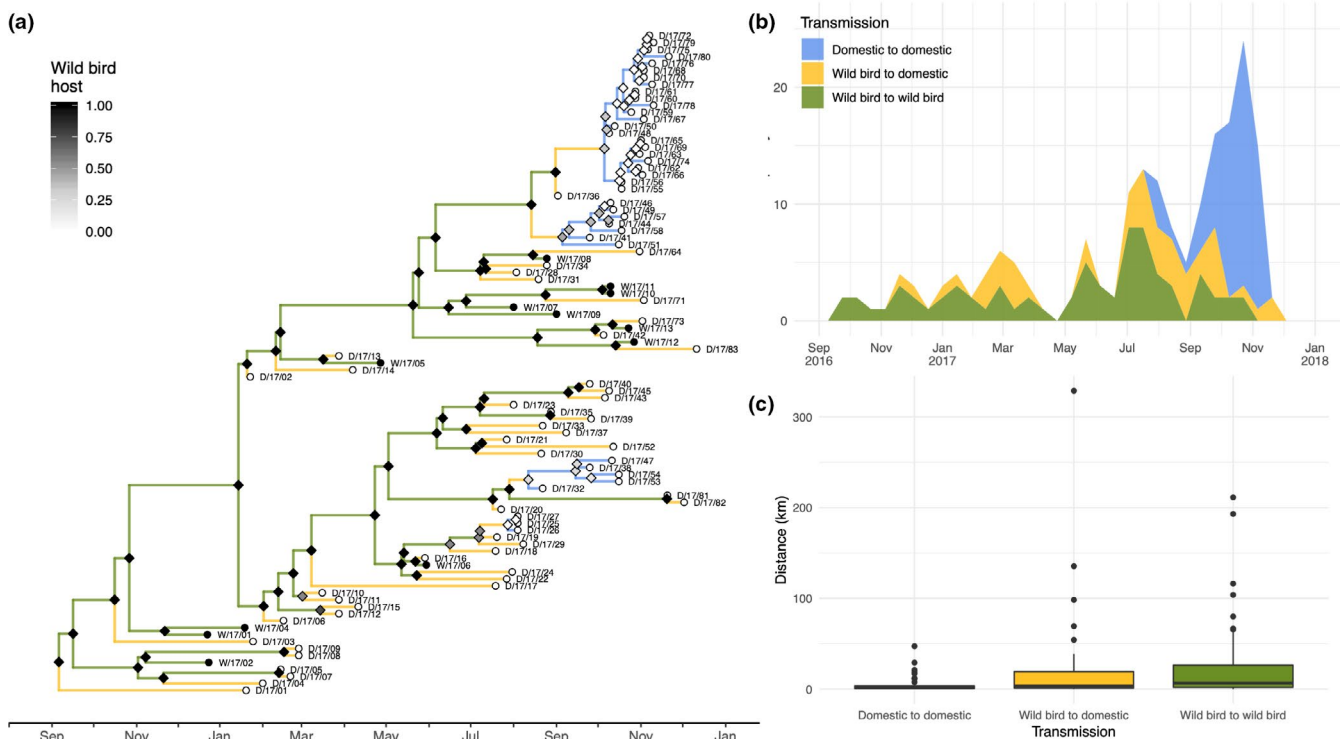 (a)
Wild bird
host
1.00
0.75
0.50
0.25
0.00
D/17/72
D/17/79
D/17/75
D/17/80
D/17/76
D/17/68
D/17/70
D/17/77
D/17/61
D/17/60
D/17/78
D/17/59
D/17/67
D/17/50
D/17/48
D/17/65
D/17/69
D/17/63
D/17/74
D/17/62
D/17/66
D/17/56
D/17/55
D/17/36
D/17/46
D/17/49
D/17/57
D/17/44
D/17/58
D/17/41
D/17/51
D/17/64
W/17/08
D/17/34
D/17/28
D/17/31
W/17/11
W/17/10
D/17/71
W/17/07
W/17/09
D/17/73
W/17/13
D/17/42
W/17/12
D/17/83
D/17/13
W/17/05
D/17/14
D/17/02
D/17/40
D/17/45
D/17/43
D/17/23
D/17/35
D/17/39
D/17/33
D/17/37
D/17/21
D/17/52
D/17/30
D/17/47
D/17/38
D/17/54
D/17/53
D/17/32
D/17/81
D/17/82
D/17/20
D/17/27
D/17/25
D/17/26
D/17/19
D/17/29
D/17/18
D/17/16
W/17/06
D/17/24
D/17/22
D/17/17
D/17/10
D/17/11
D/17/15
D/17/12
D/17/06
W/17/04
W/17/01
D/17/03
D/17/09
D/17/08
W/17/02
D/17/05
D/17/07
D/17/04
D/17/01
Sep Nov Jan Mar May Jul Sep Nov Jan
(b)
Transmission
Domestic to domestic
Wild bird to domestic
Wild bird to wild bird
20
10
0
Sep Nov Jan Mar May Jul Sep Nov Jan
2016 2017 2018
(c)
Distance (km)
300
200
100
0
Domestic to domestic Wild bird to domestic Wild bird to wild bird
Transmission